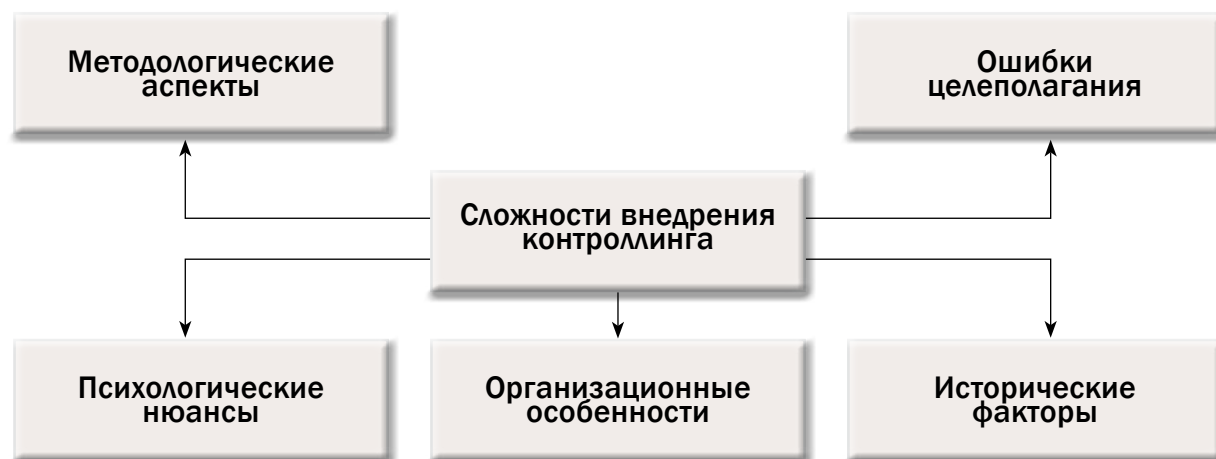 Методологические
аспекты
Ошибки
целеполагания
Сложности внедрения
контроллинга
Психологические
нюансы
Организационные
особенности
Исторические
факторы